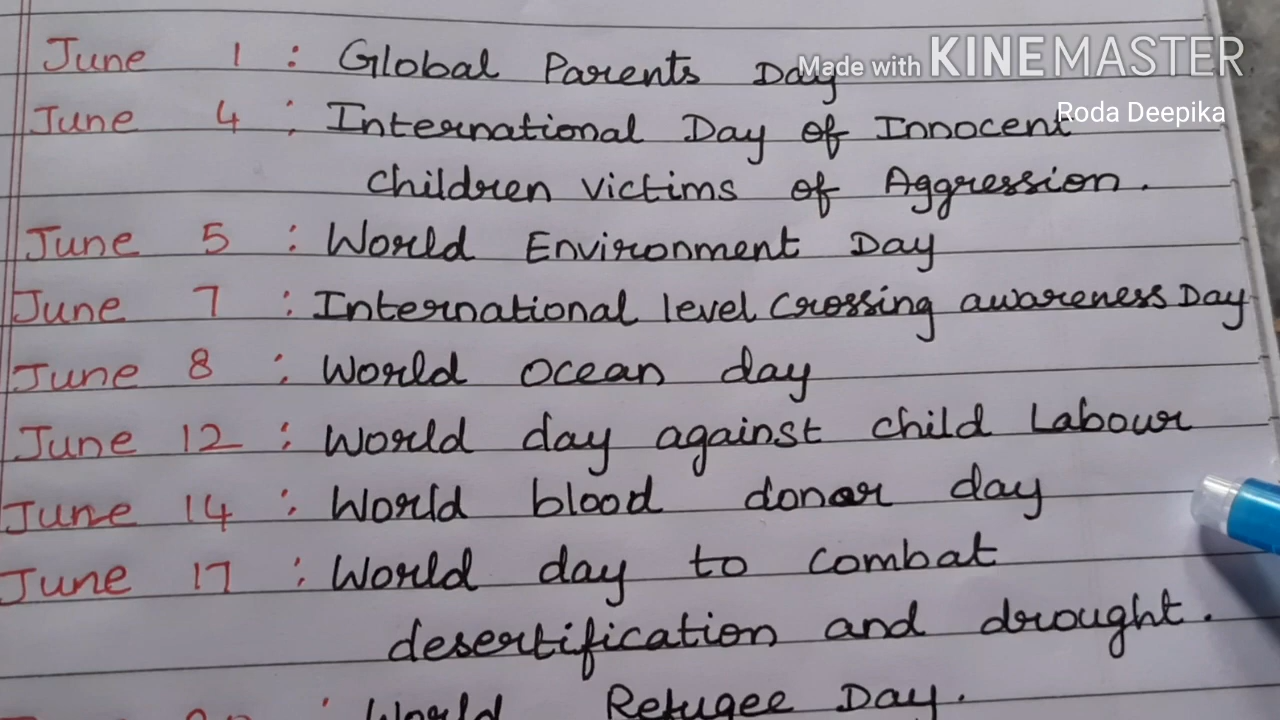 June 1 : Global Parents Day
Made with KINEMASTER
June 4 : International Day of Innocent
Roda Deepika
children victims of Aggression.
June 5 : World Environment Day
June 7 : International level crossing awareness Day
June 8 : World Ocean day
June 12 : World day against child Labour
June 14 : World blood donor day
June 17 : World day to combat
desertification and drought.
: World Refugee Day.